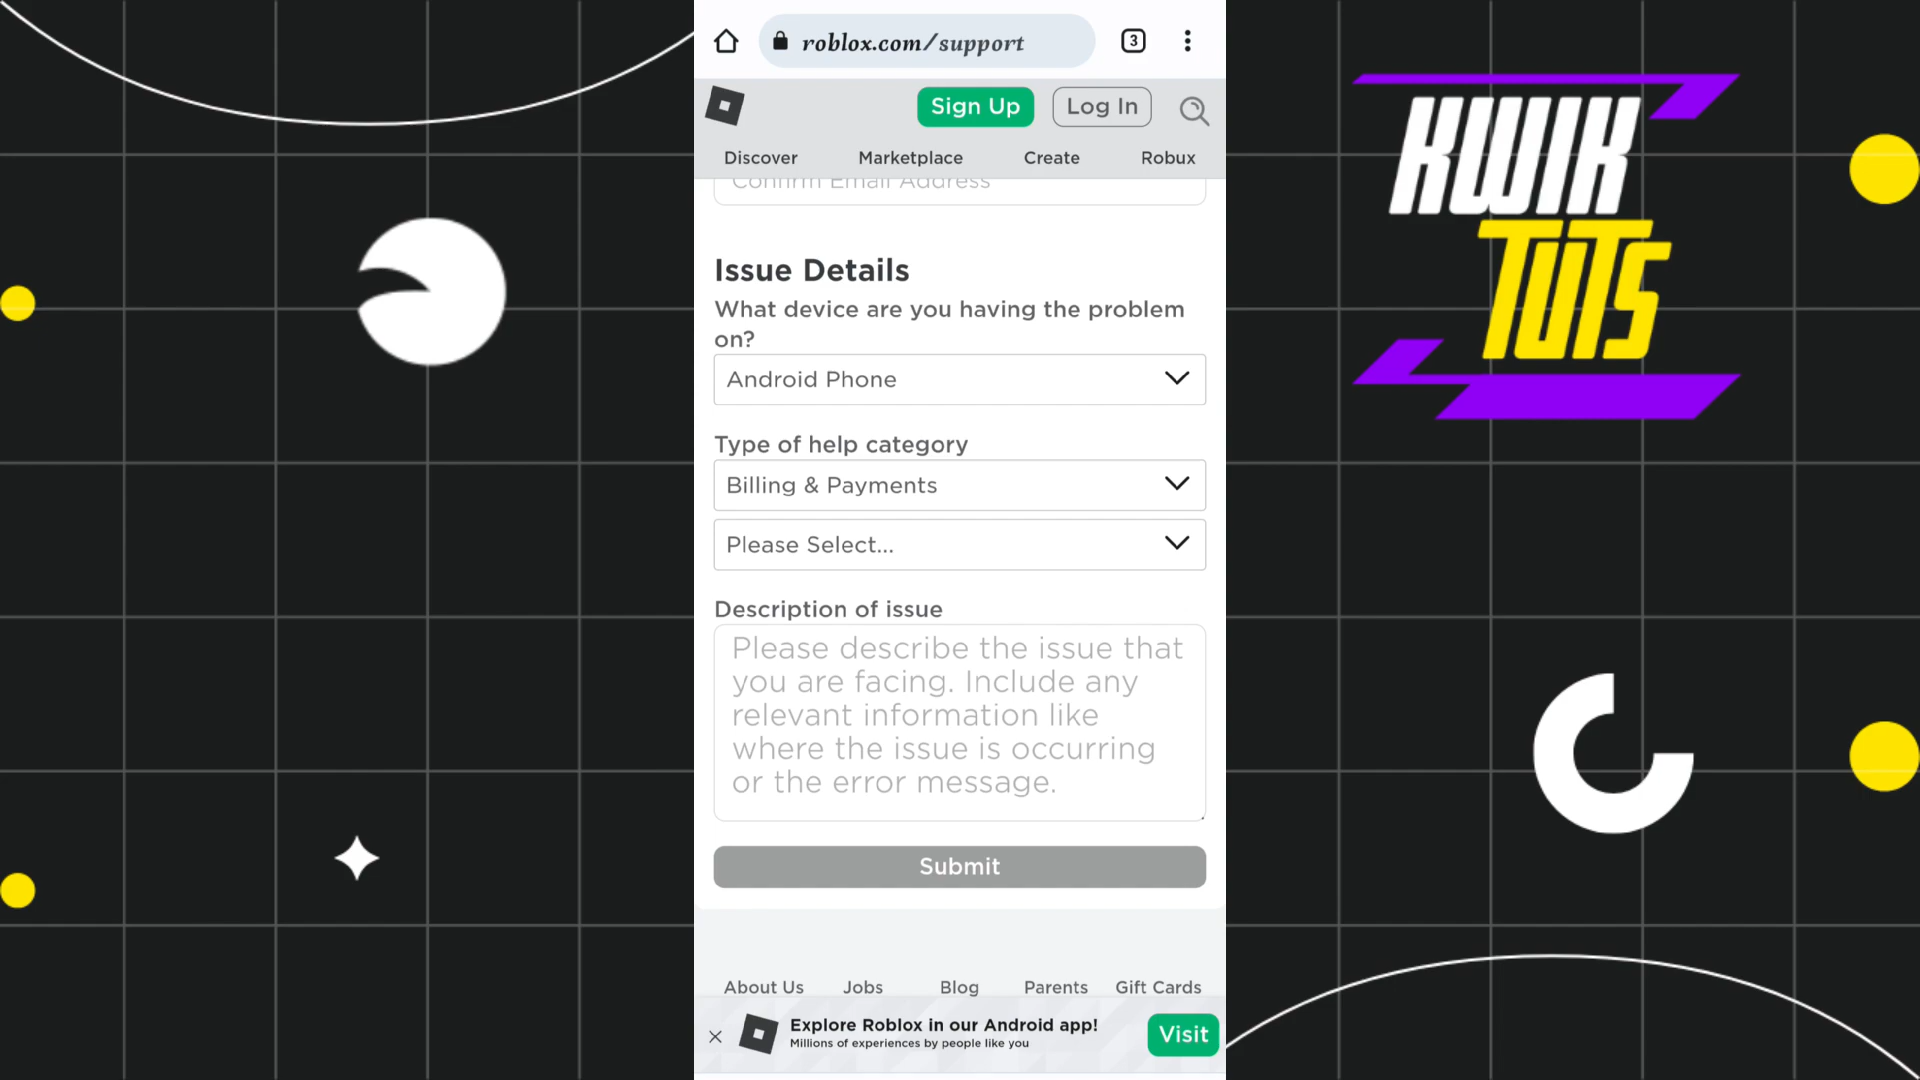 roblox.com/support
3
Sign Up
Log In
Discover
Marketplace
Create
Robux
Confirm Email Address
Issue Details
What device are you having the problem
on?
Android Phone
Type of help category
Billing & Payments
Please Select...
Description of issue
Please describe the issue that
you are facing. Include any
relevant information like
where the issue is occurring
or the error message.
Submit
About Us
Jobs
Blog
Parents
Gift Cards
Explore Roblox in our Android app!
Millions of experiences by people like you
Visit
KWIK
TUTS